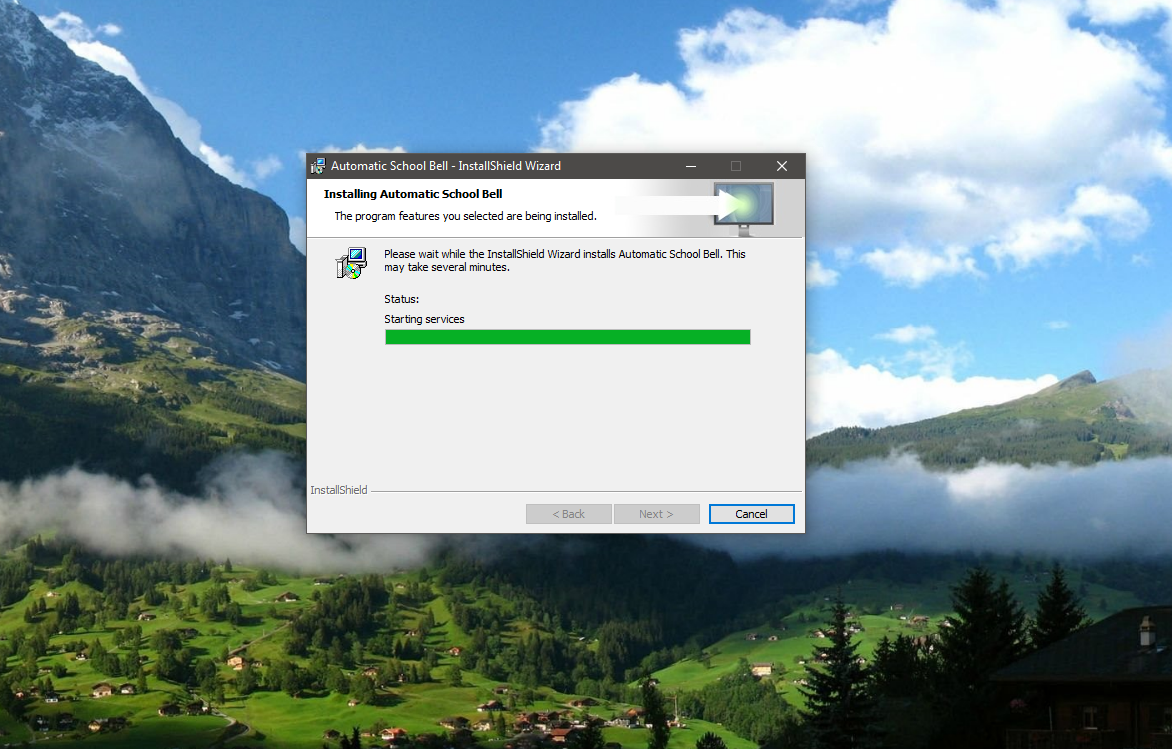 Automatic School Bell - InstallShield Wizard
Installing Automatic School Bell
The program features you selected are being installed.
Please wait while the InstallShield Wizard installs Automatic School Bell. This
may take several minutes.
Status:
Starting services
InstallShield
< Back
Next >
Cancel